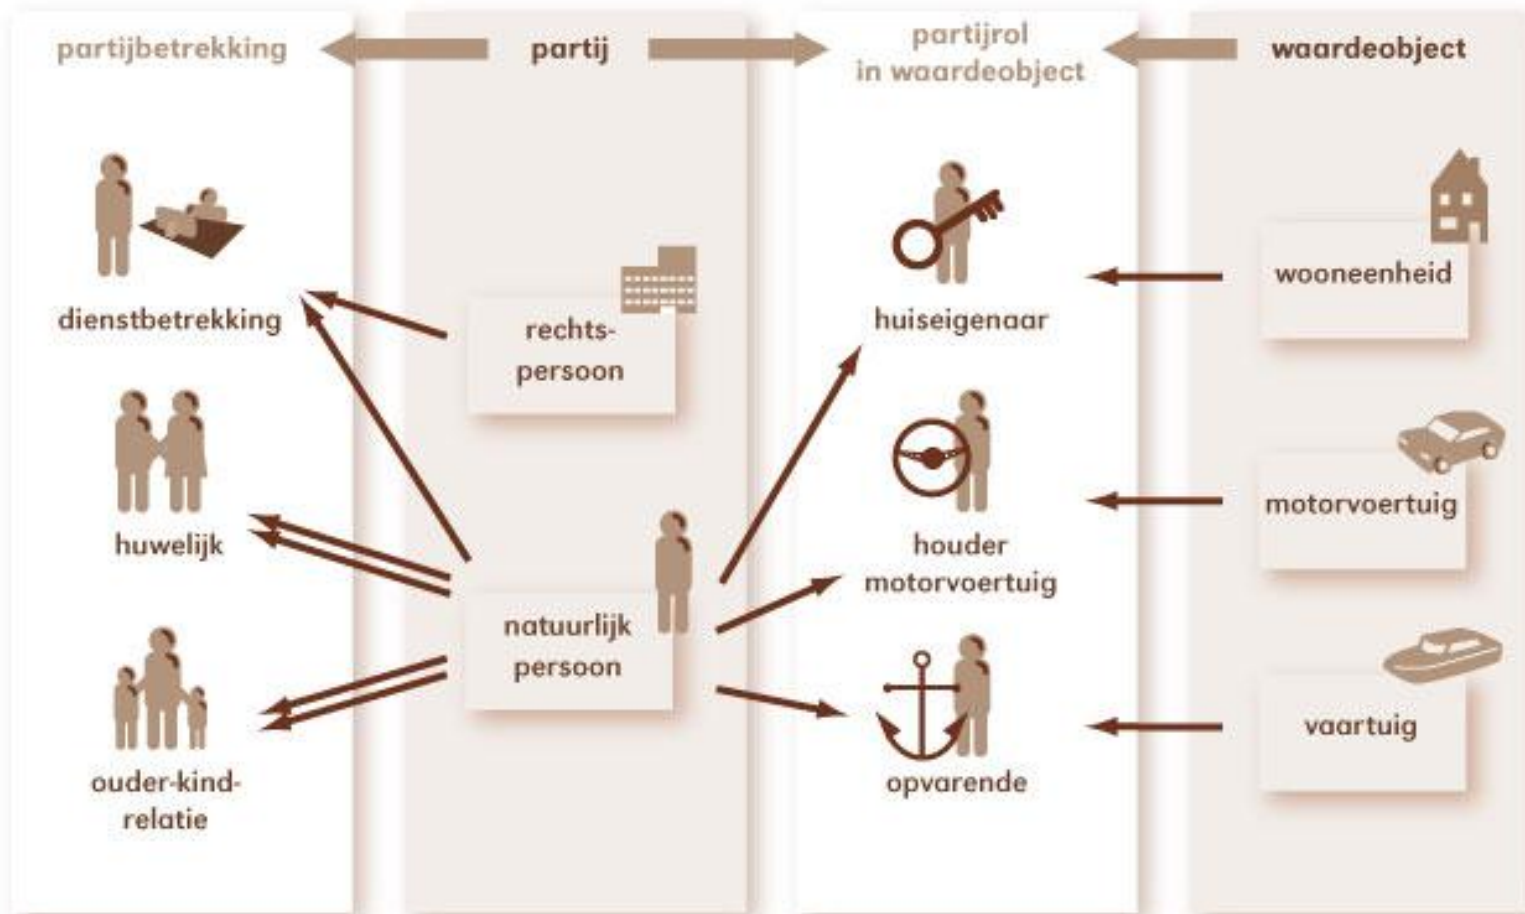 partijbetrekking
partij
partijrol
in waardeobject
waardeobject
dienstbetrekking
huwelijk
ouder-kind-
relatie
rechts-
persoon
natuurlijk
persoon
huiseigenaar
houder
motorvoertuig
opvarende
wooneenheid
motorvoertuig
vaartuig